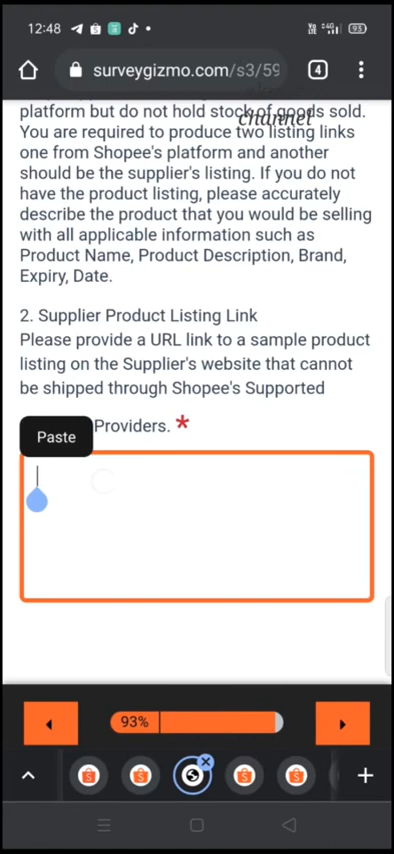 12:48
93
surveygizmo.com/s3/59
4
platform but do not hold stock of goods sold.
channel
You are required to produce two listing links
one from Shopee's platform and another
should be the supplier's listing. If you do not
have the product listing, please accurately
describe the product that you would be selling
with all applicable information such as
Product Name, Product Description, Brand,
Expiry, Date.
2. Supplier Product Listing Link
Please provide a URL link to a sample product
listing on the Supplier's website that cannot
be shipped through Shopee's Supported
Providers. *
Paste
93%